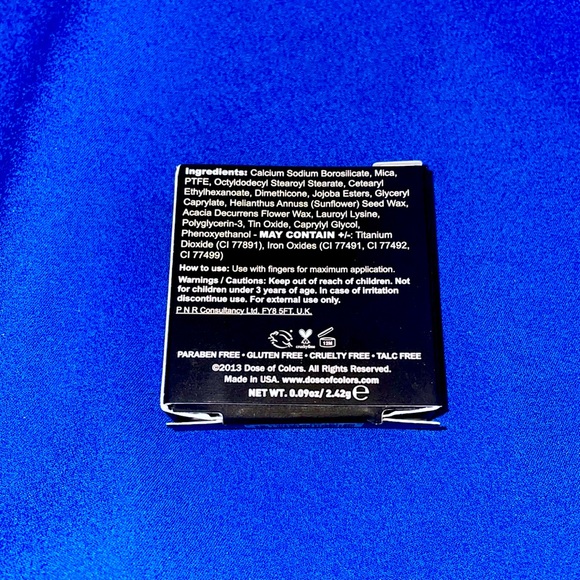 Ingredients: Calcium Sodium Borosilicate, Mica,
PTFE, Octyldodecyl Stearoyl Stearate, Cetearyl
Ethylhexanoate, Dimethicone, Jojoba Esters, Glyceryl
Caprylate, Helianthus Annuss (Sunflower) Seed Wax,
Acacia Decurrens Flower Wax, Lauroyl Lysine,
Polyglycerin-3, Tin Oxide, Caprylyl Glycol,
Phenoxyethanol - MAY CONTAIN +/-: Titanium
Dioxide (CI 77891), Iron Oxides (CI 77491, CI 77492,
CI 77499)
How to use: Use with fingers for maximum application.
Warnings / Cautions: Keep out of reach of children. Not
for children under 3 years of age. In case of irritation
discontinue use. For external use only.
P N R Consultancy Ltd, FY8 5FT, U.K.
crueltyfree
12M
PARABEN FREE • GLUTEN FREE • CRUELTY FREE • TALC FREE
©2013 Dose of Colors. All Rights Reserved.
Made in USA. www.doseofcolors.com
NET WT. 0.09oz/ 2.42g ℮